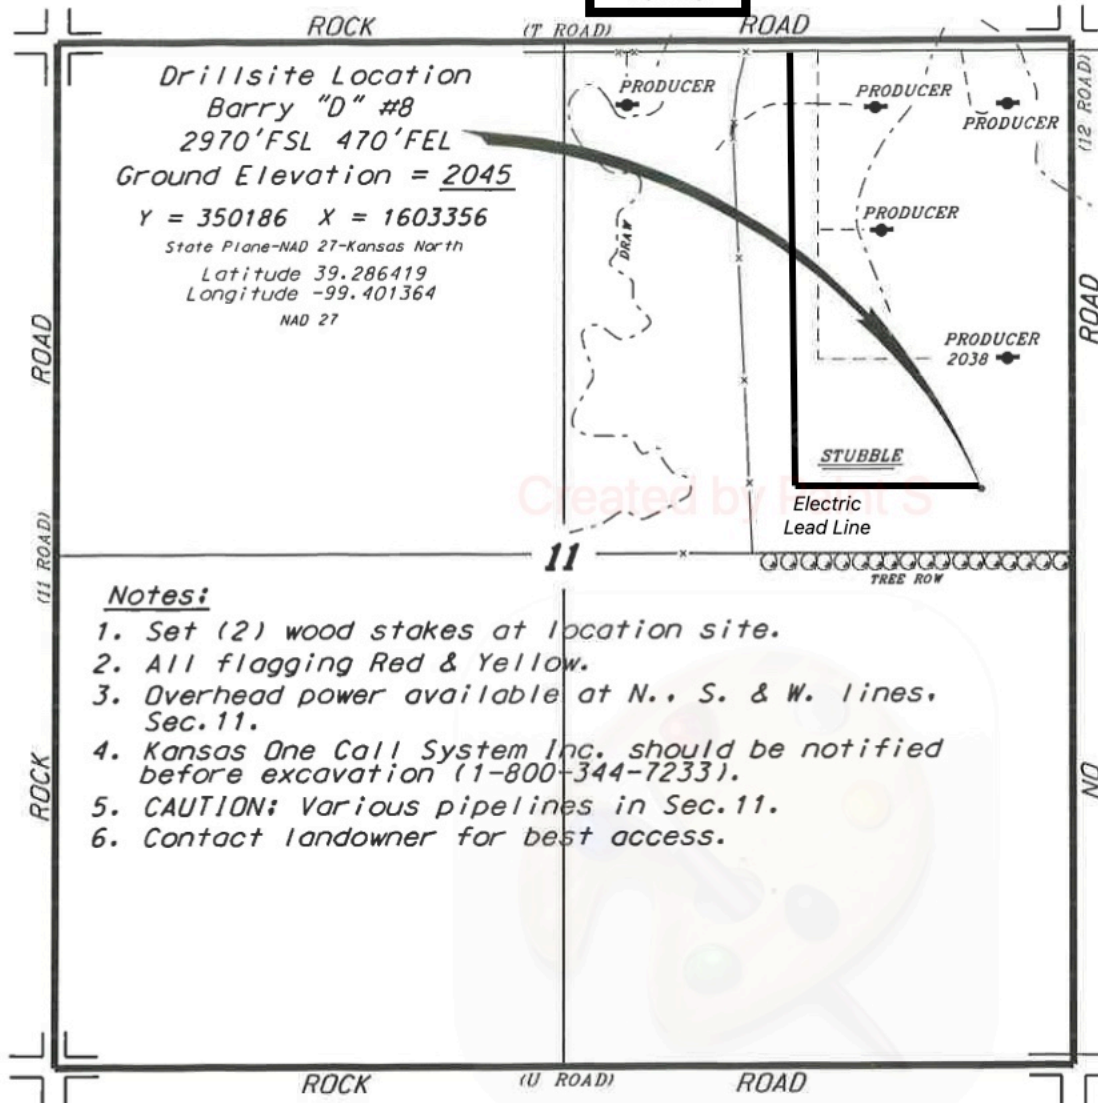 ROCK (T ROAD) ROAD
Drillsite Location
Barry "D" #8
2970'FSL 470'FEL
Ground Elevation = 2045
Y = 350186 X = 1603356
State Plane-NAD 27-Kansas North
Latitude 39.286419
Longitude -99.401364
NAD 27
PRODUCER
PRODUCER
PRODUCER
(12 ROAD)
DRAW
PRODUCER
ROAD
ROAD
PRODUCER
2038
STUBBLE
Created by Paint S
Electric
Lead Line
(11 ROAD)
11
TREE ROW
Notes:
1. Set (2) wood stakes at location site.
2. All flagging Red & Yellow.
3. Overhead power available at N., S. & W. lines,
Sec.11.
4. Kansas One Call System Inc. should be notified
before excavation (1-800-344-7233).
5. CAUTION: Various pipelines in Sec.11.
6. Contact landowner for best access.
ROCK
NO
ROCK (U ROAD) ROAD